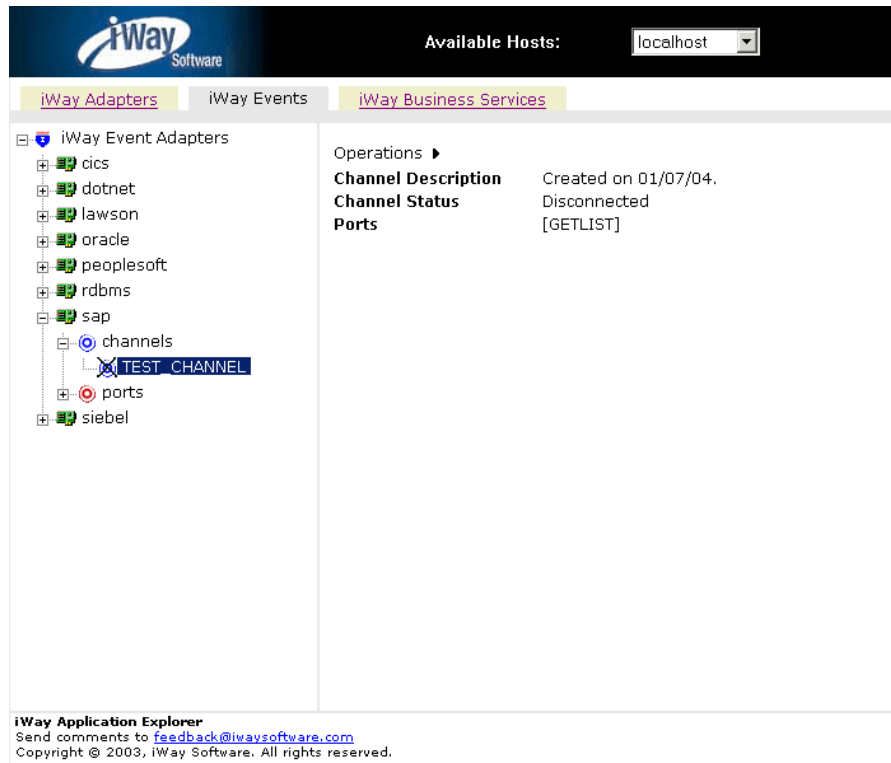 iWay
Software
Available Hosts: localhost
iWay Adapters iWay Events iWay Business Services
iWay Event Adapters
cics
dotnet
lawson
oracle
peoplesoft
rdbms
sap
channels
TEST_CHANNEL
ports
siebel
Operations
Channel Description Created on 01/07/04.
Channel Status Disconnected
Ports [GETLIST]
iWay Application Explorer
Send comments to feedback@iwaysoftware.com
Copyright © 2003, iWay Software. All rights reserved.